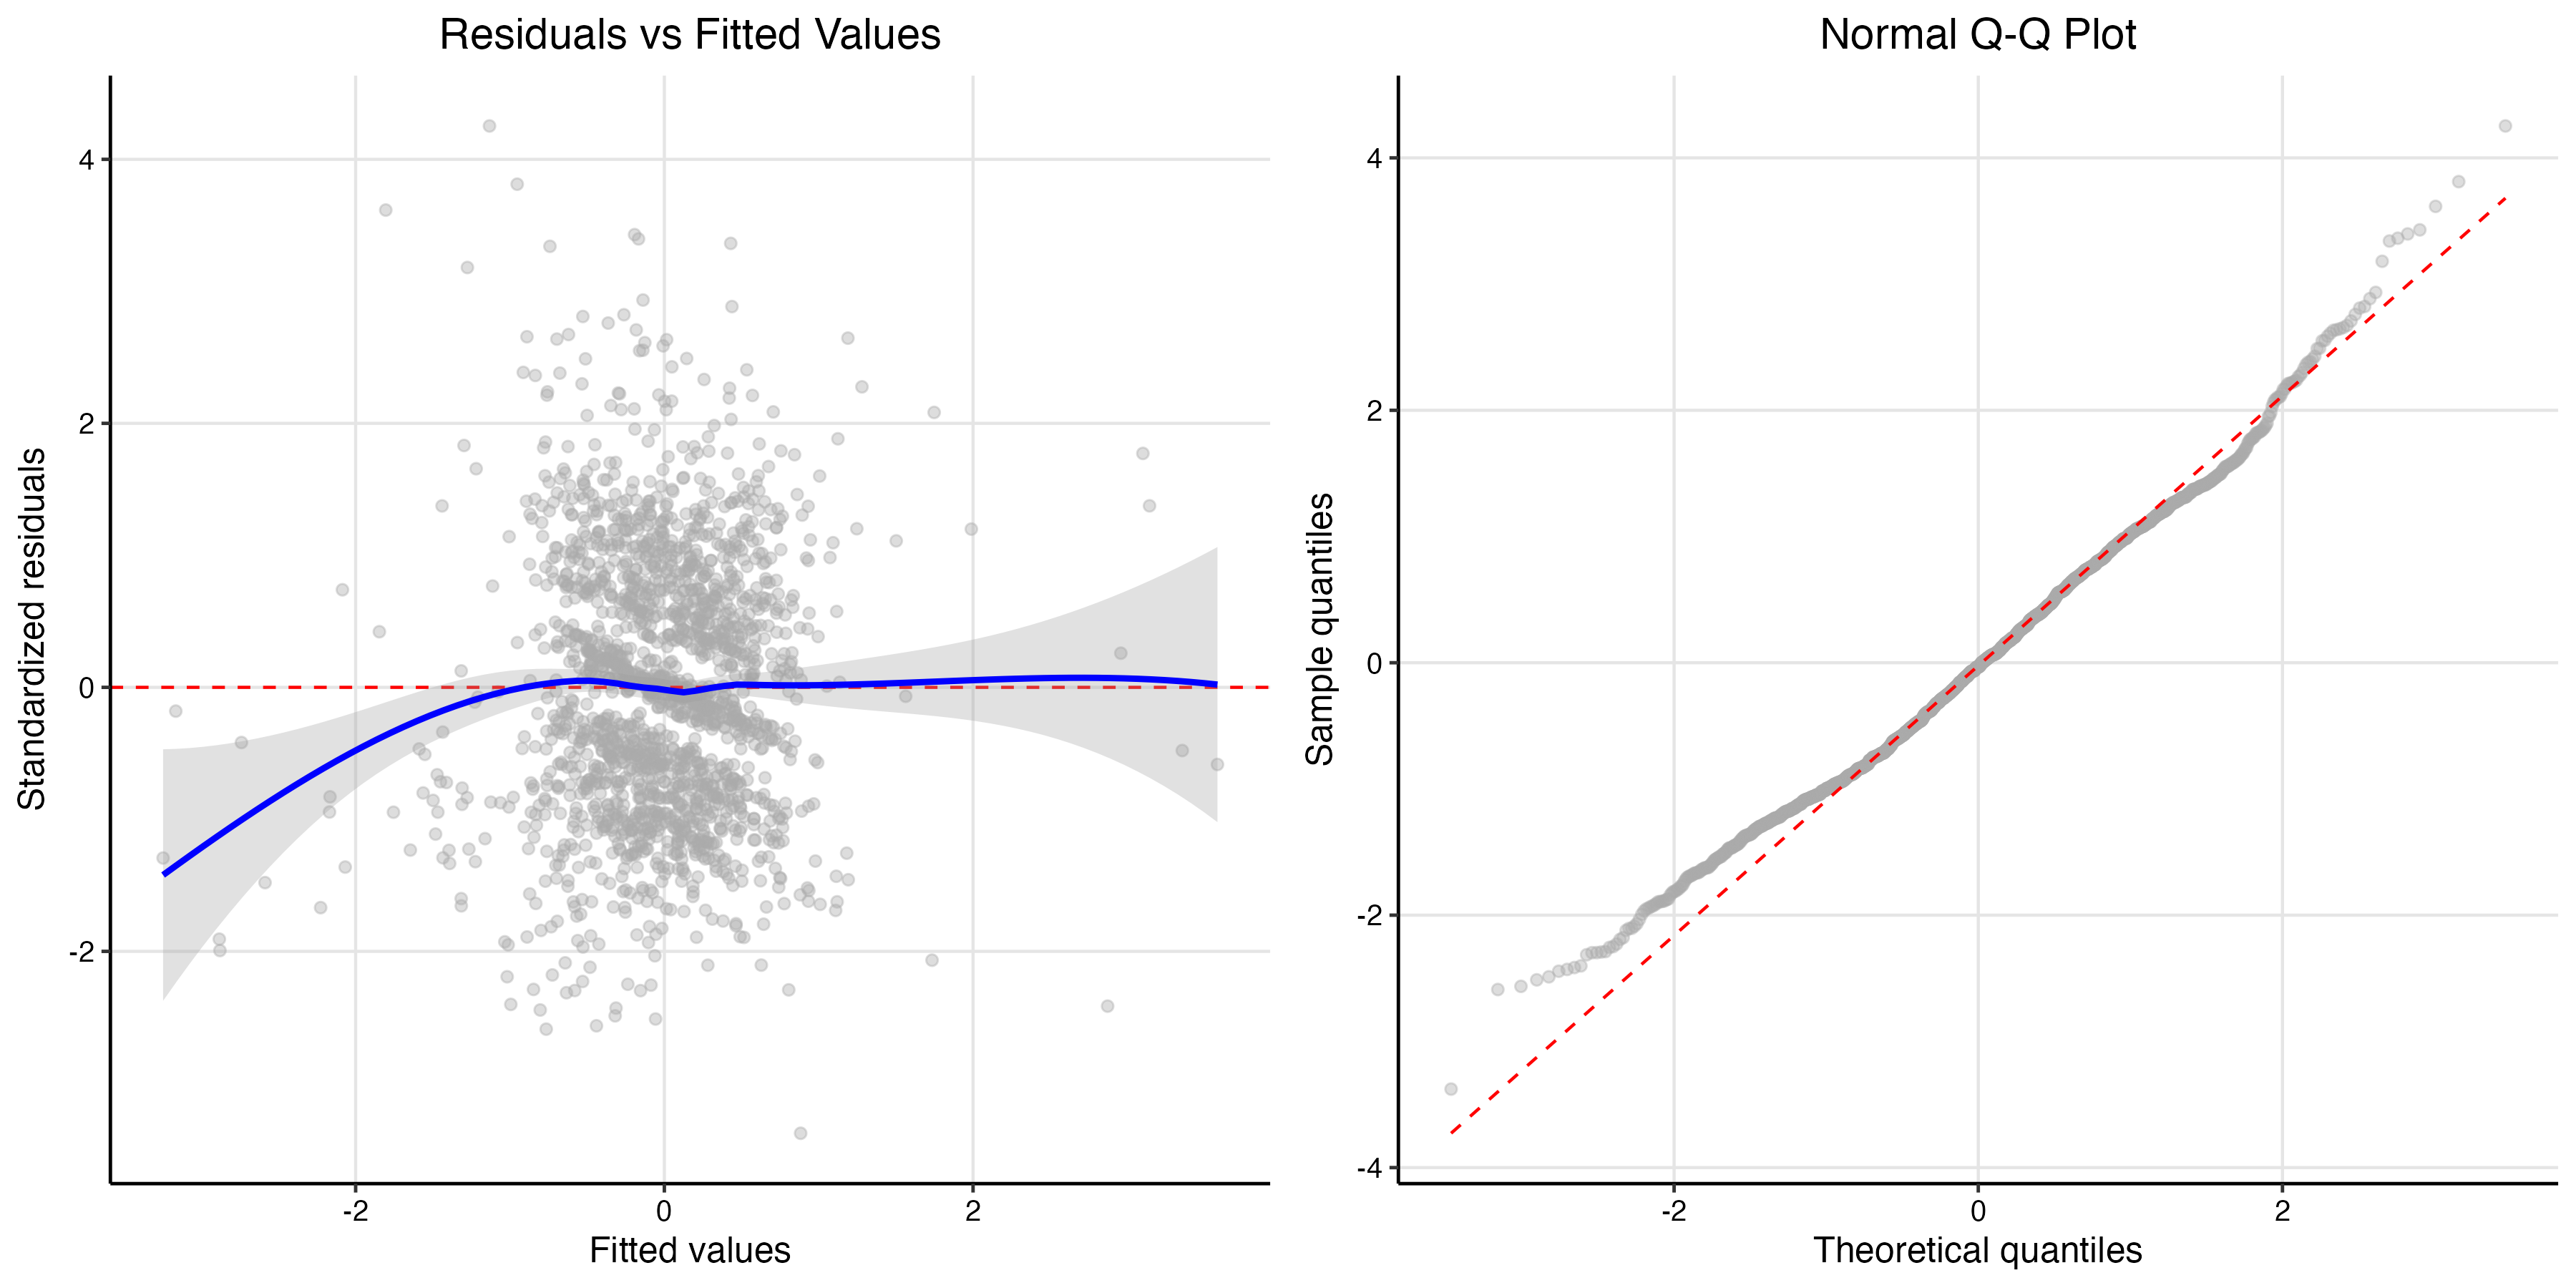 Residuals vs Fitted Values
4
2
0
-2
Standardized residuals
-2
0
2
Fitted values
Normal Q-Q Plot
4
2
0
-2
-4
Sample quantiles
-2
0
2
Theoretical quantiles